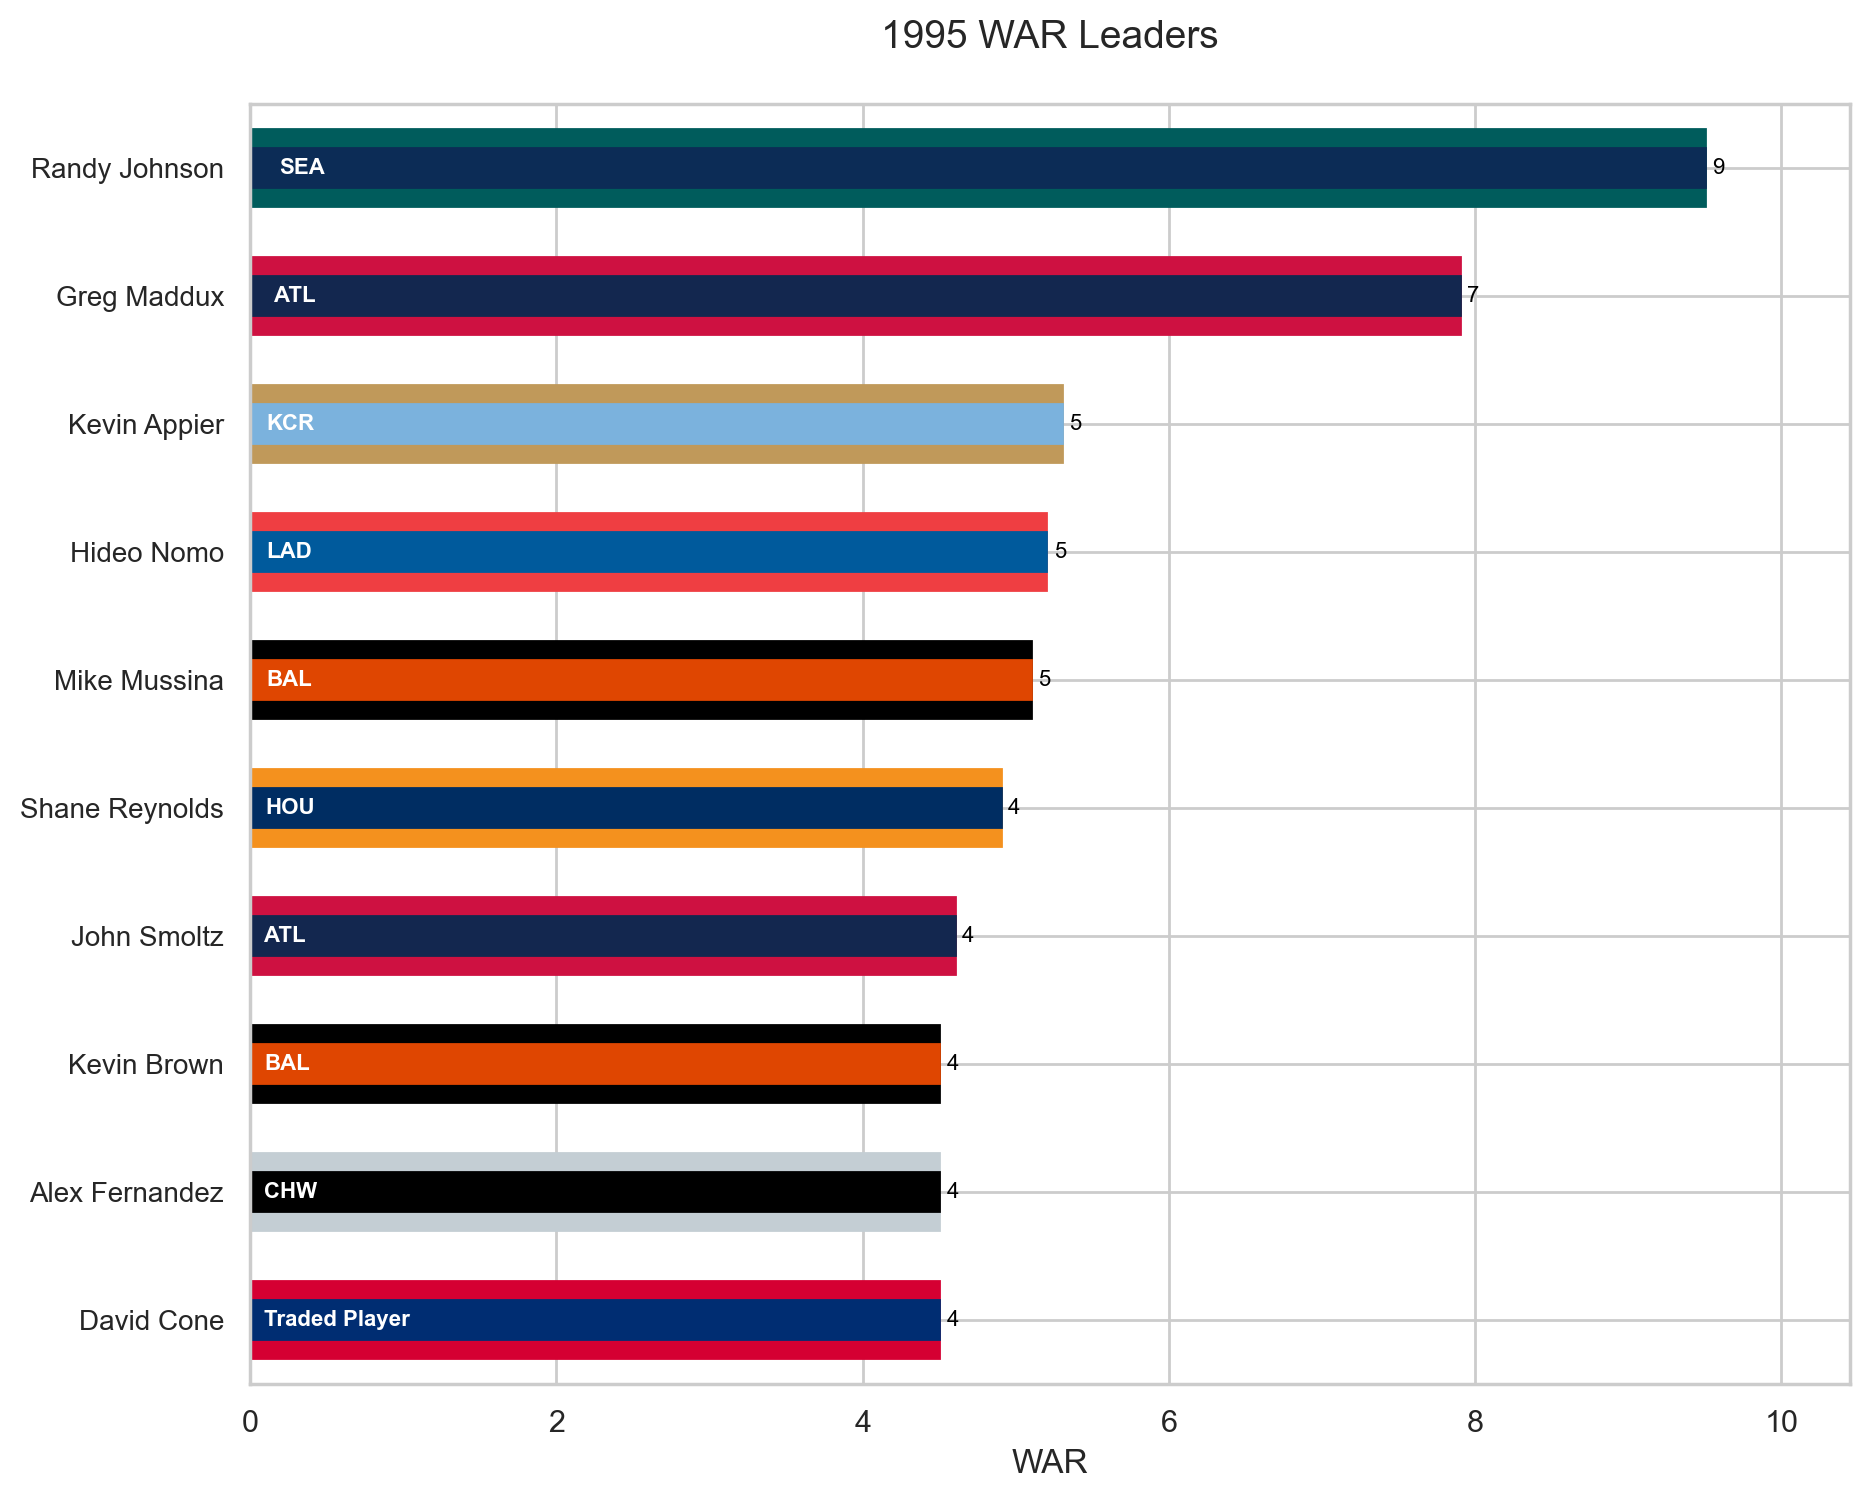 1995 WAR Leaders
Randy Johnson SEA 9
Greg Maddux ATL 7
Kevin Appier KCR 5
Hideo Nomo LAD 5
Mike Mussina BAL 5
Shane Reynolds HOU 4
John Smoltz ATL 4
Kevin Brown BAL 4
Alex Fernandez CHW 4
David Cone Traded Player 4
0 2 4 6 8 10
WAR